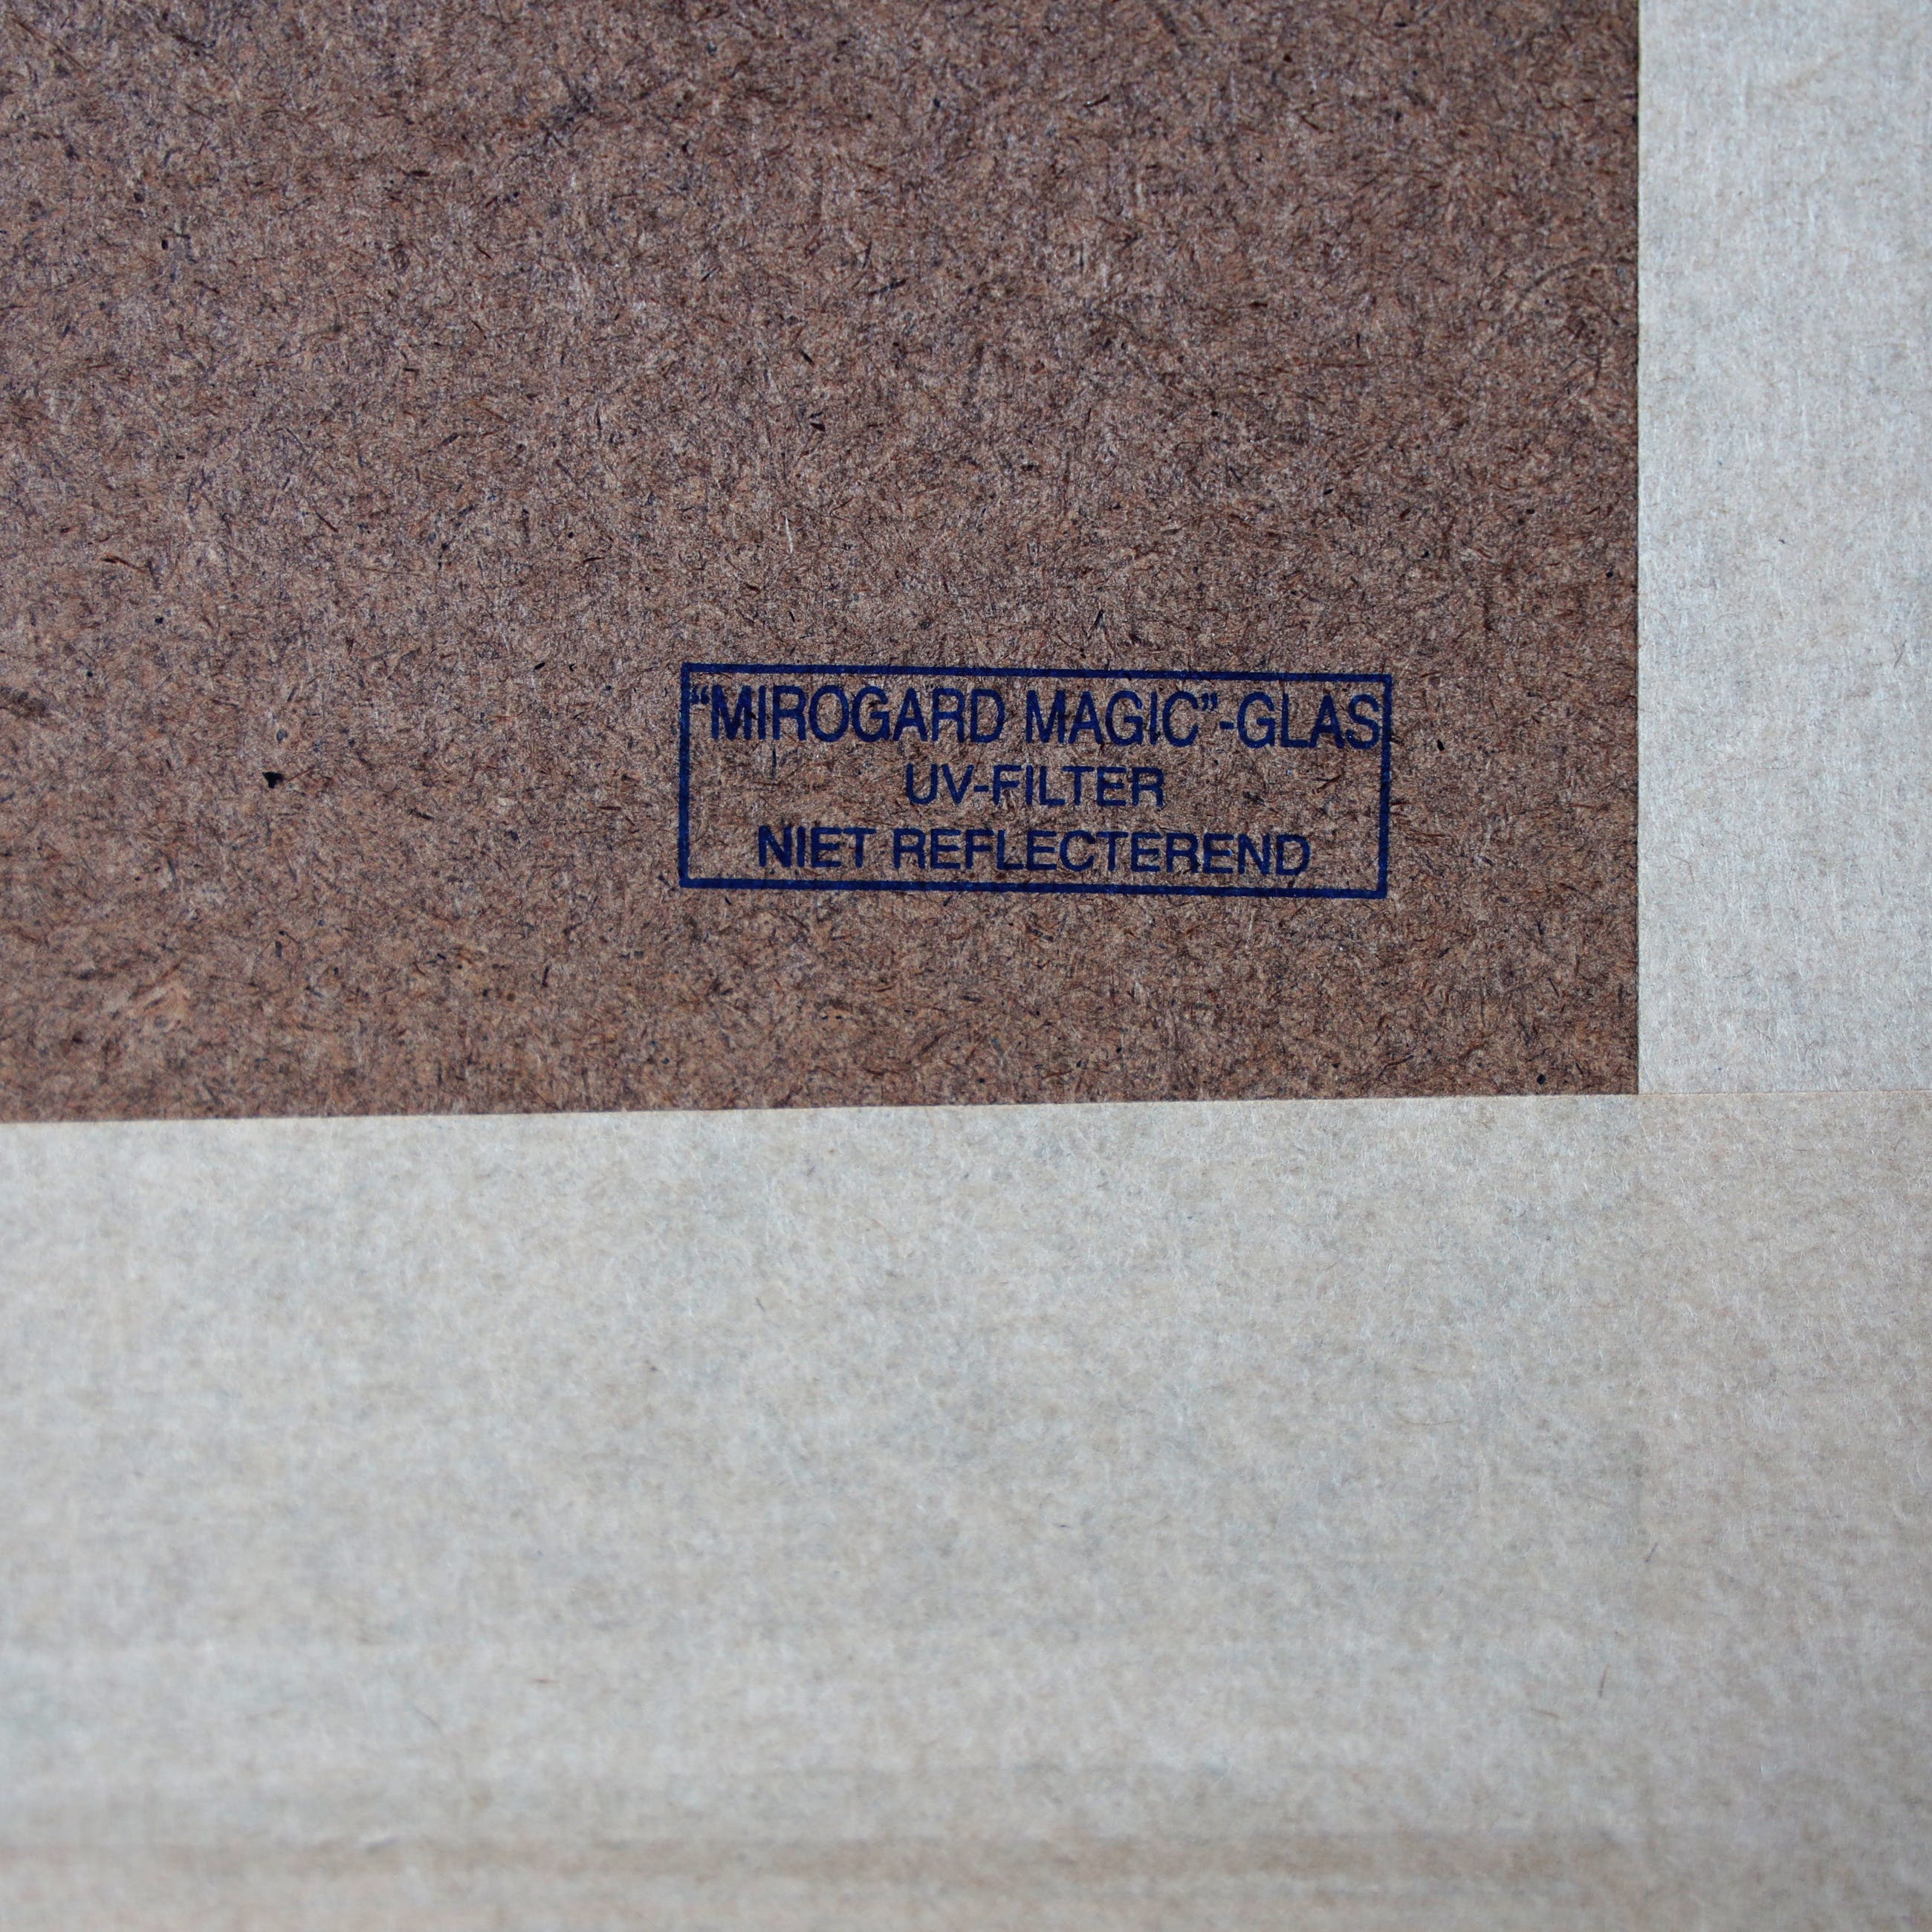 “MIROGARD MAGIC”-GLAS
UV-FILTER
NIET REFLECTEREND